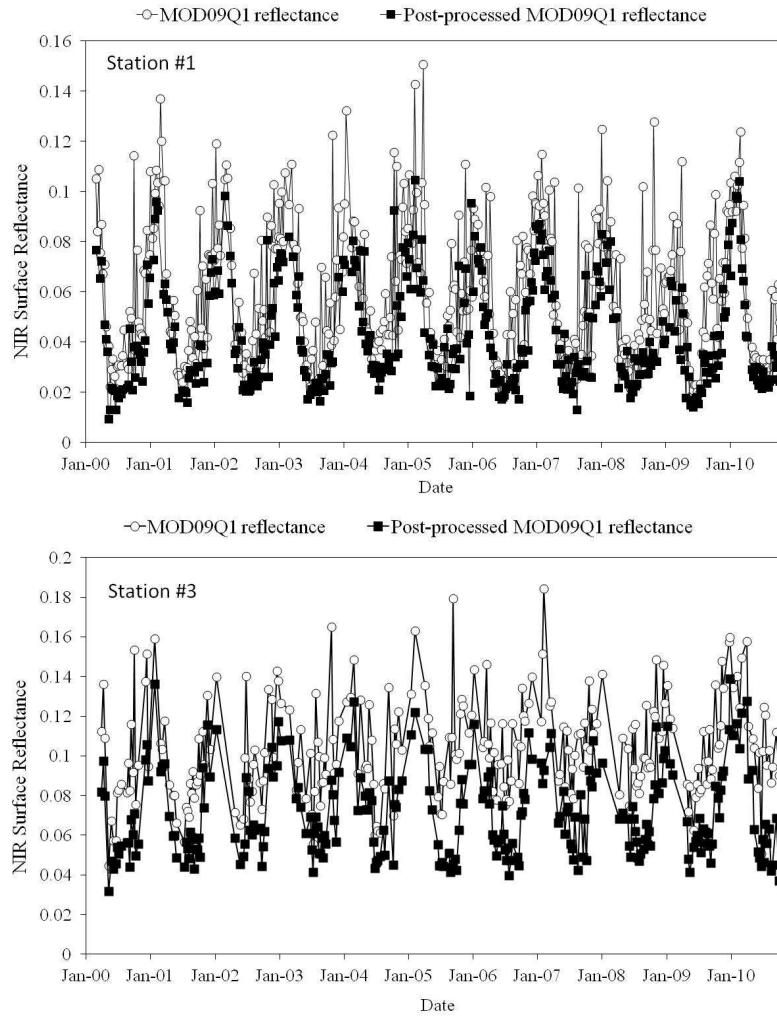 MOD09Q1 reflectance Post-processed MOD09Q1 reflectance
0.16
Station #1
0.14
0.12
0.1
0.08
0.06
0.04
0.02
0
NIR Surface Reflectance
Jan-00 Jan-01 Jan-02 Jan-03 Jan-04 Jan-05 Jan-06 Jan-07 Jan-08 Jan-09 Jan-10
Date
MOD09Q1 reflectance Post-processed MOD09Q1 reflectance
0.2
Station #3
0.18
0.16
0.14
0.12
0.1
0.08
0.06
0.04
0.02
0
NIR Surface Reflectance
Jan-00 Jan-01 Jan-02 Jan-03 Jan-04 Jan-05 Jan-06 Jan-07 Jan-08 Jan-09 Jan-10
Date